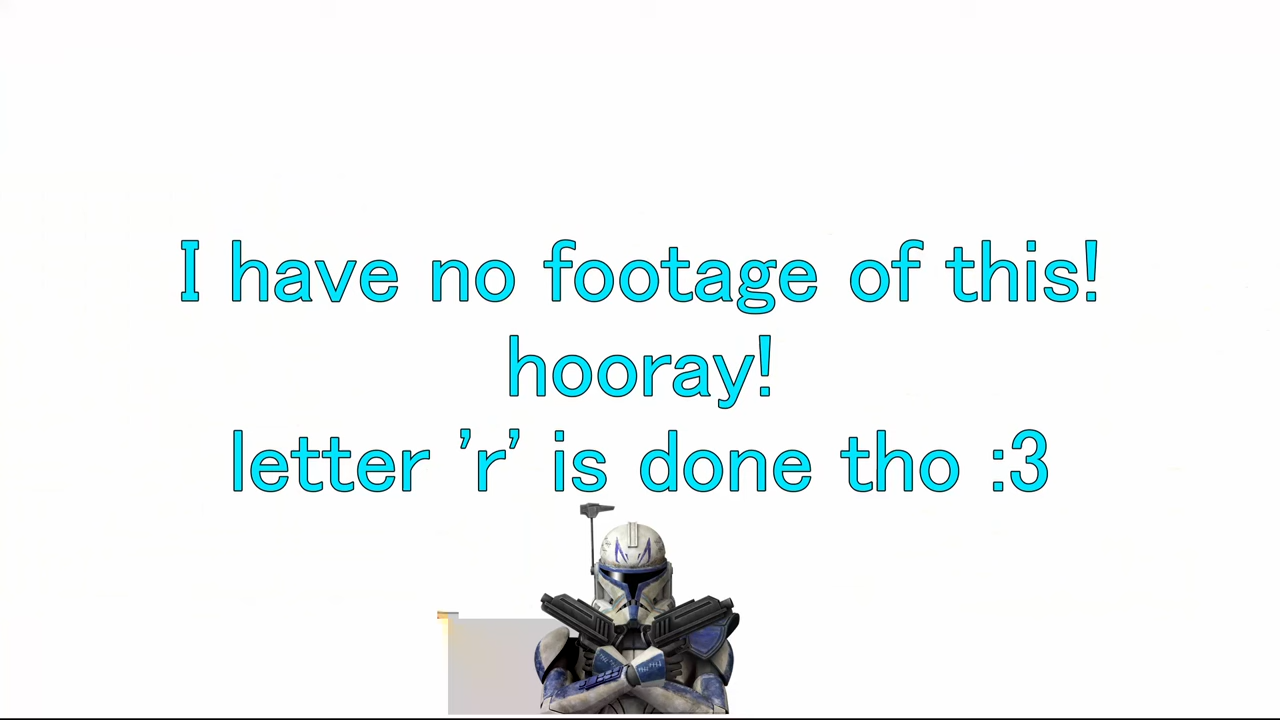 I have no footage of this!
hooray!
letter 'r' is done tho :3